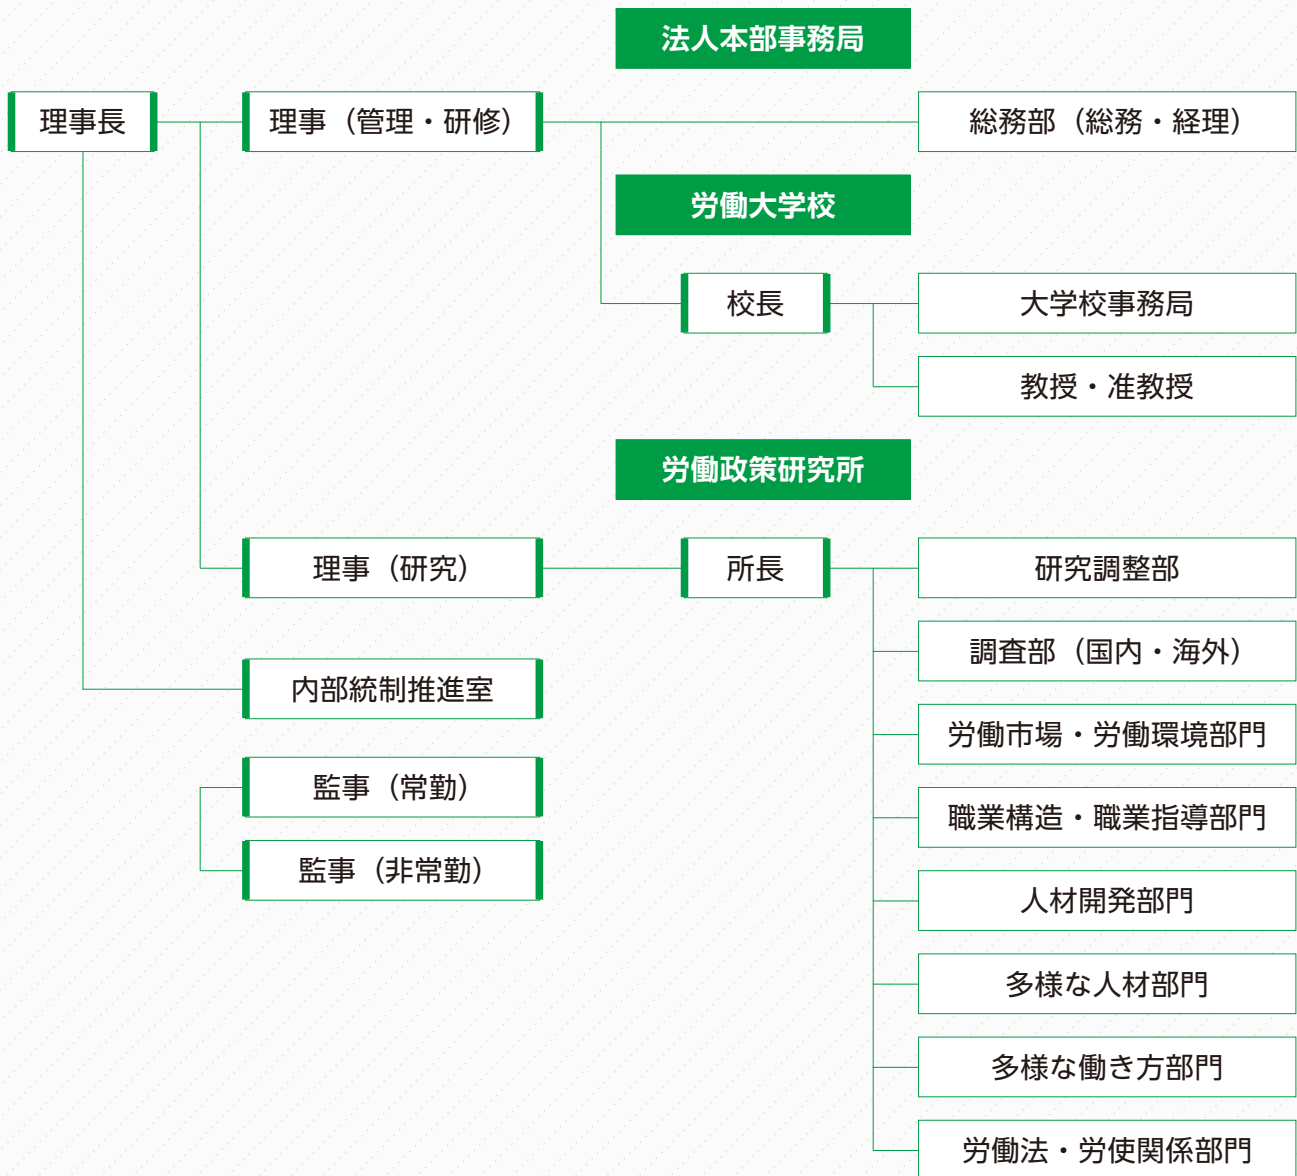 法人本部事務局
理事長
理事（管理・研修）
総務部（総務・経理）
労働大学校
校長
大学校事務局
教授・准教授
労働政策研究所
理事（研究）
所長
研究調整部
調査部（国内・海外）
内部統制推進室
労働市場・労働環境部門
監事（常勤）
職業構造・職業指導部門
監事（非常勤）
人材開発部門
多様な人材部門
多様な働き方部門
労働法・労使関係部門